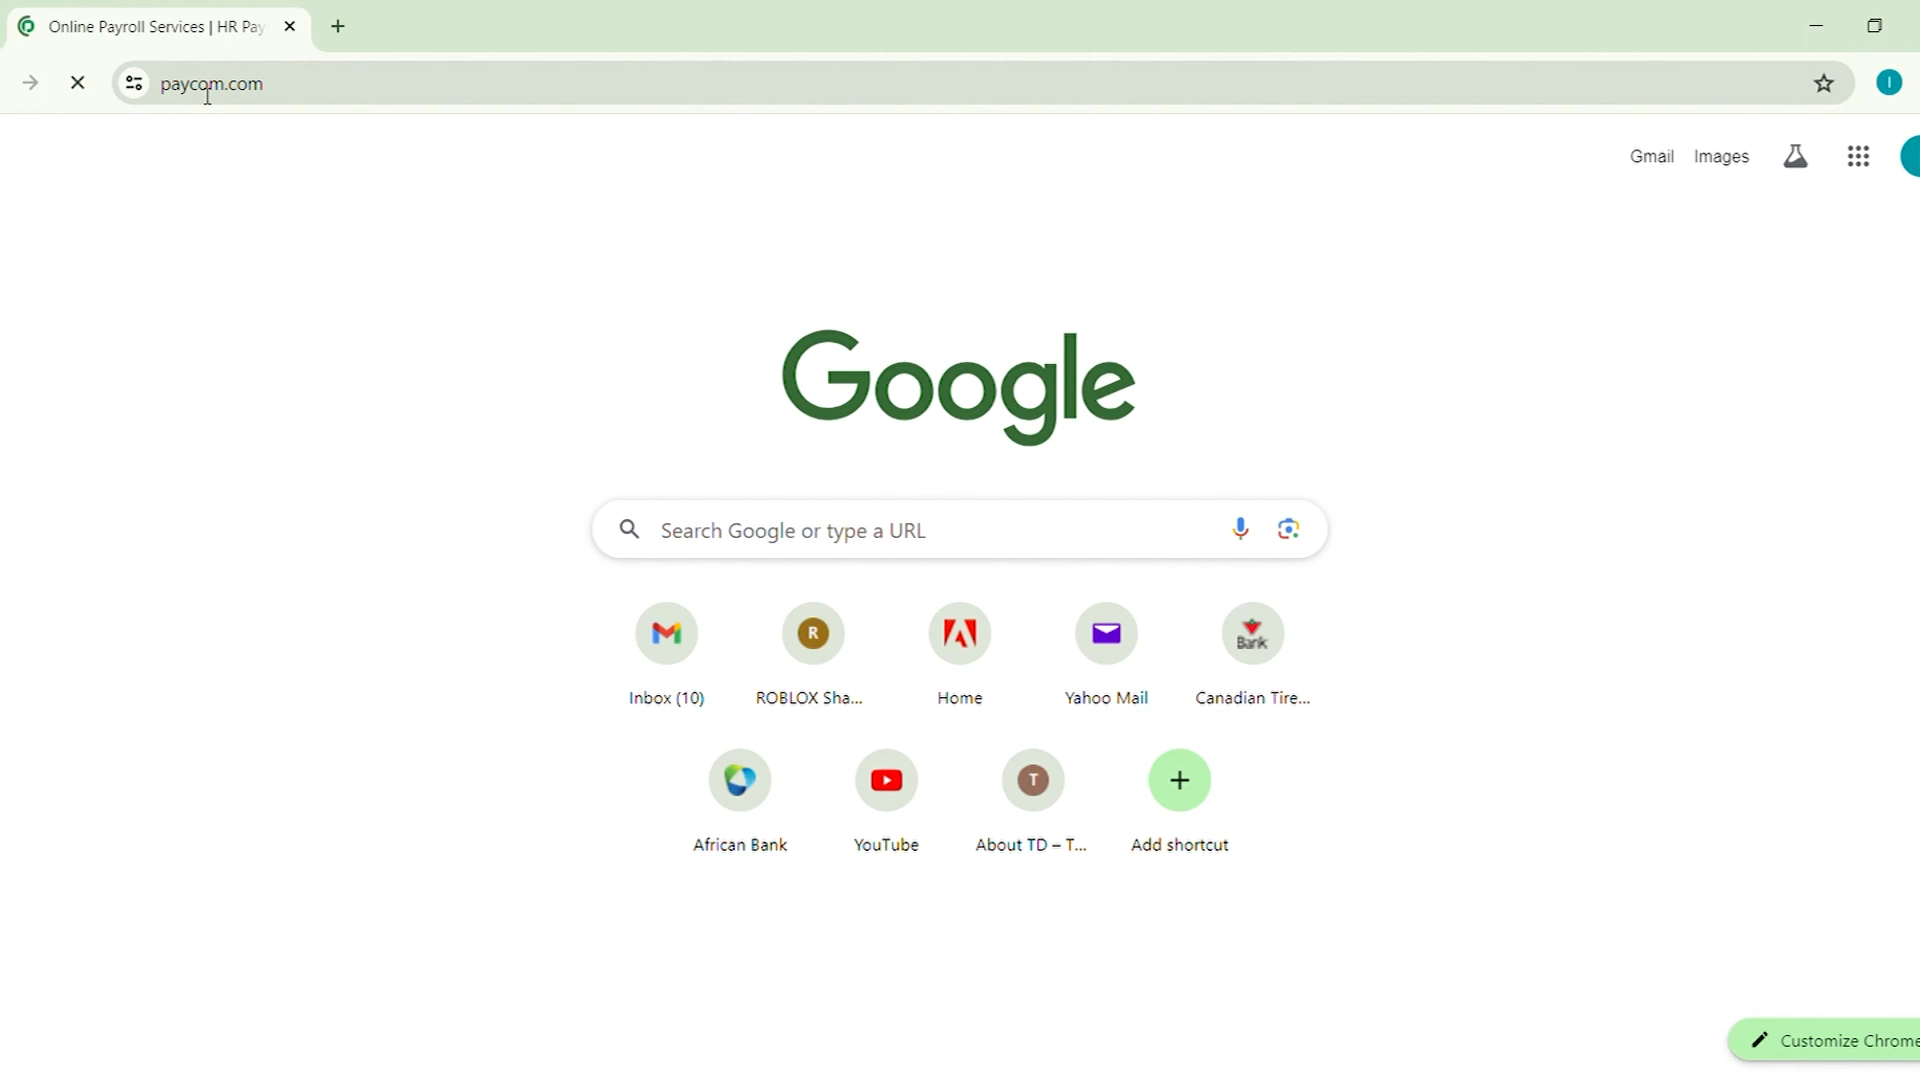 Online Payroll Services | HR Pay
paycom.com
I
Gmail Images
Google
Search Google or type a URL
R
Bank
Inbox (10) ROBLOX Sha... Home Yahoo Mail Canadian Tire...
T
African Bank YouTube About TD – T... Add shortcut
Customize Chrome